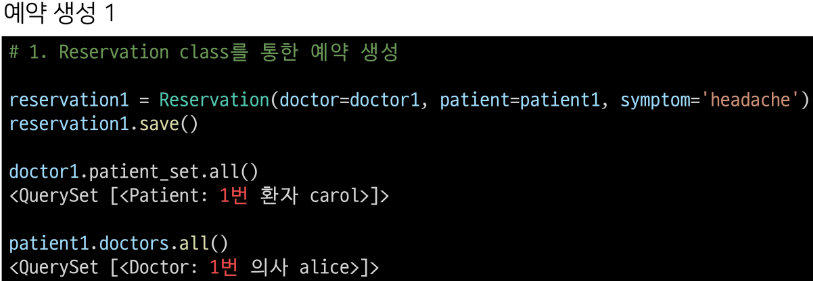 예약 생성 1
# 1. Reservation class를 통한 예약 생성
reservation1 = Reservation(doctor=doctor1, patient=patient1, symptom='headache')
reservation1.save()
doctor1.patient_set.all()
<QuerySet [<Patient: 1번 환자 carol>]>
patient1.doctors.all()
<QuerySet [<Doctor: 1번 의사 alice>]>